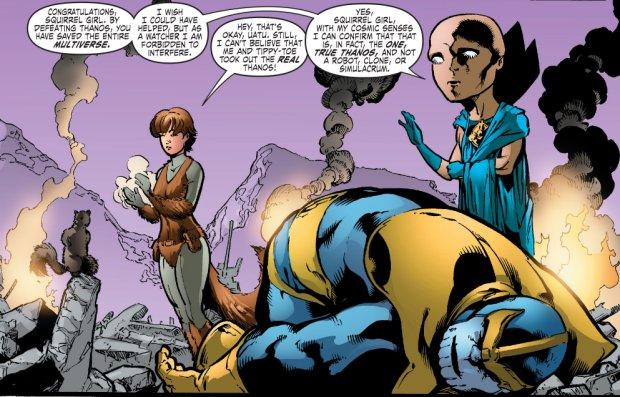 CONGRATULATIONS,
SQUIRREL GIRL. BY
DEFEATING THANOS, YOU
HAVE SAVED THE ENTIRE
MULTIVERSE.
I WISH
I COULD HAVE
HELPED, BUT AS
A WATCHER I AM
FORBIDDEN TO
INTERFERE.
HEY, THAT'S
OKAY, UATU. STILL,
I CAN'T BELIEVE THAT
ME AND TIPPY-TOE
TOOK OUT THE REAL
THANOS!
YES,
SQUIRREL GIRL,
WITH MY COSMIC SENSES
I CAN CONFIRM THAT THAT
IS, IN FACT, THE ONE,
TRUE THANOS, AND NOT
A ROBOT, CLONE, OR
SIMULACRUM.